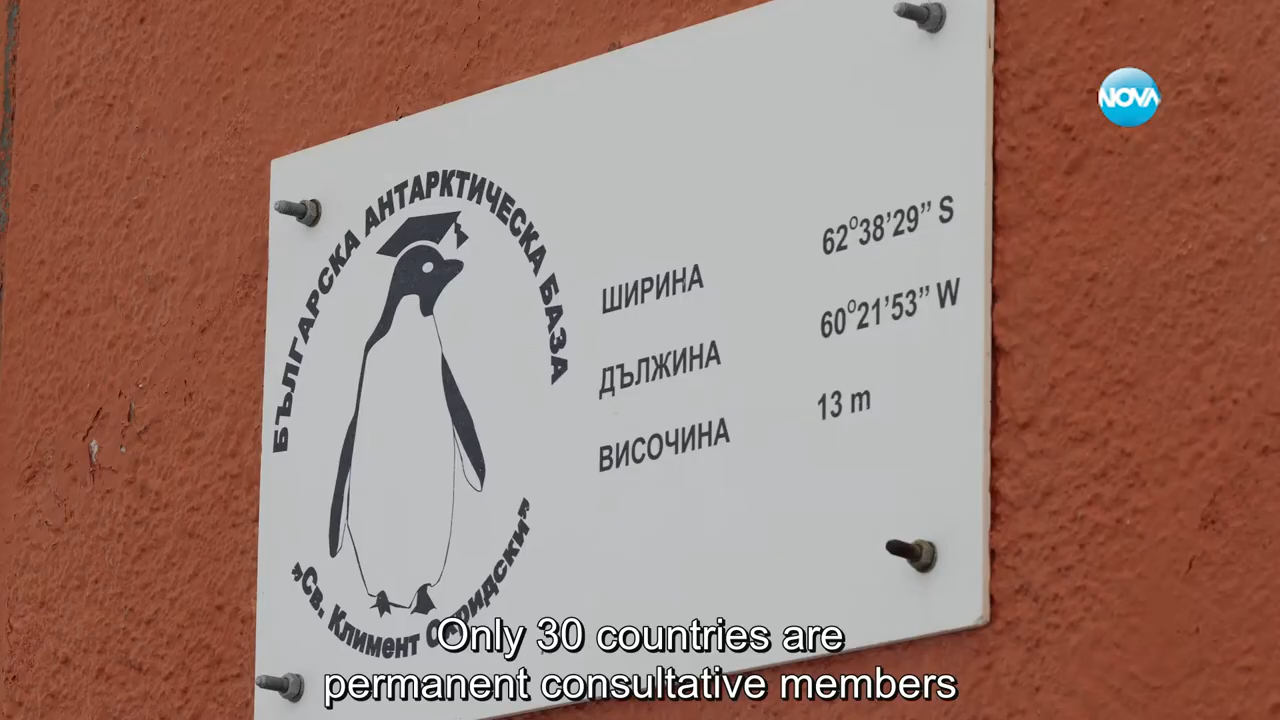 NOVA
БЪЛГАРСКА АНТАРКТИЧЕСКА БАЗА
„Св. Климент Охридски”
ШИРИНА 62°38’29” S
ДЪЛЖИНА 60°21’53” W
ВИСОЧИНА 13 m
Only 30 countries are
permanent consultative members